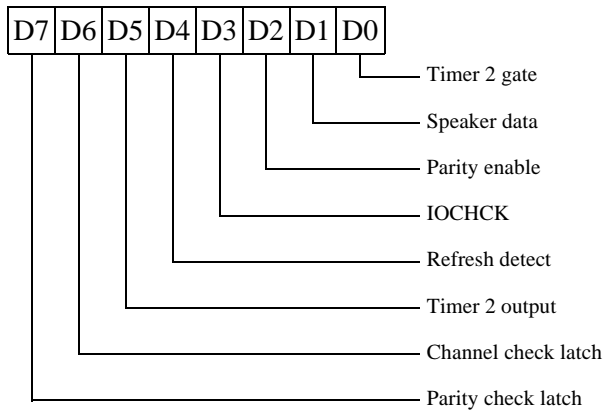 D7 D6 D5 D4 D3 D2 D1 D0
Timer 2 gate
Speaker data
Parity enable
IOCHCK
Refresh detect
Timer 2 output
Channel check latch
Parity check latch